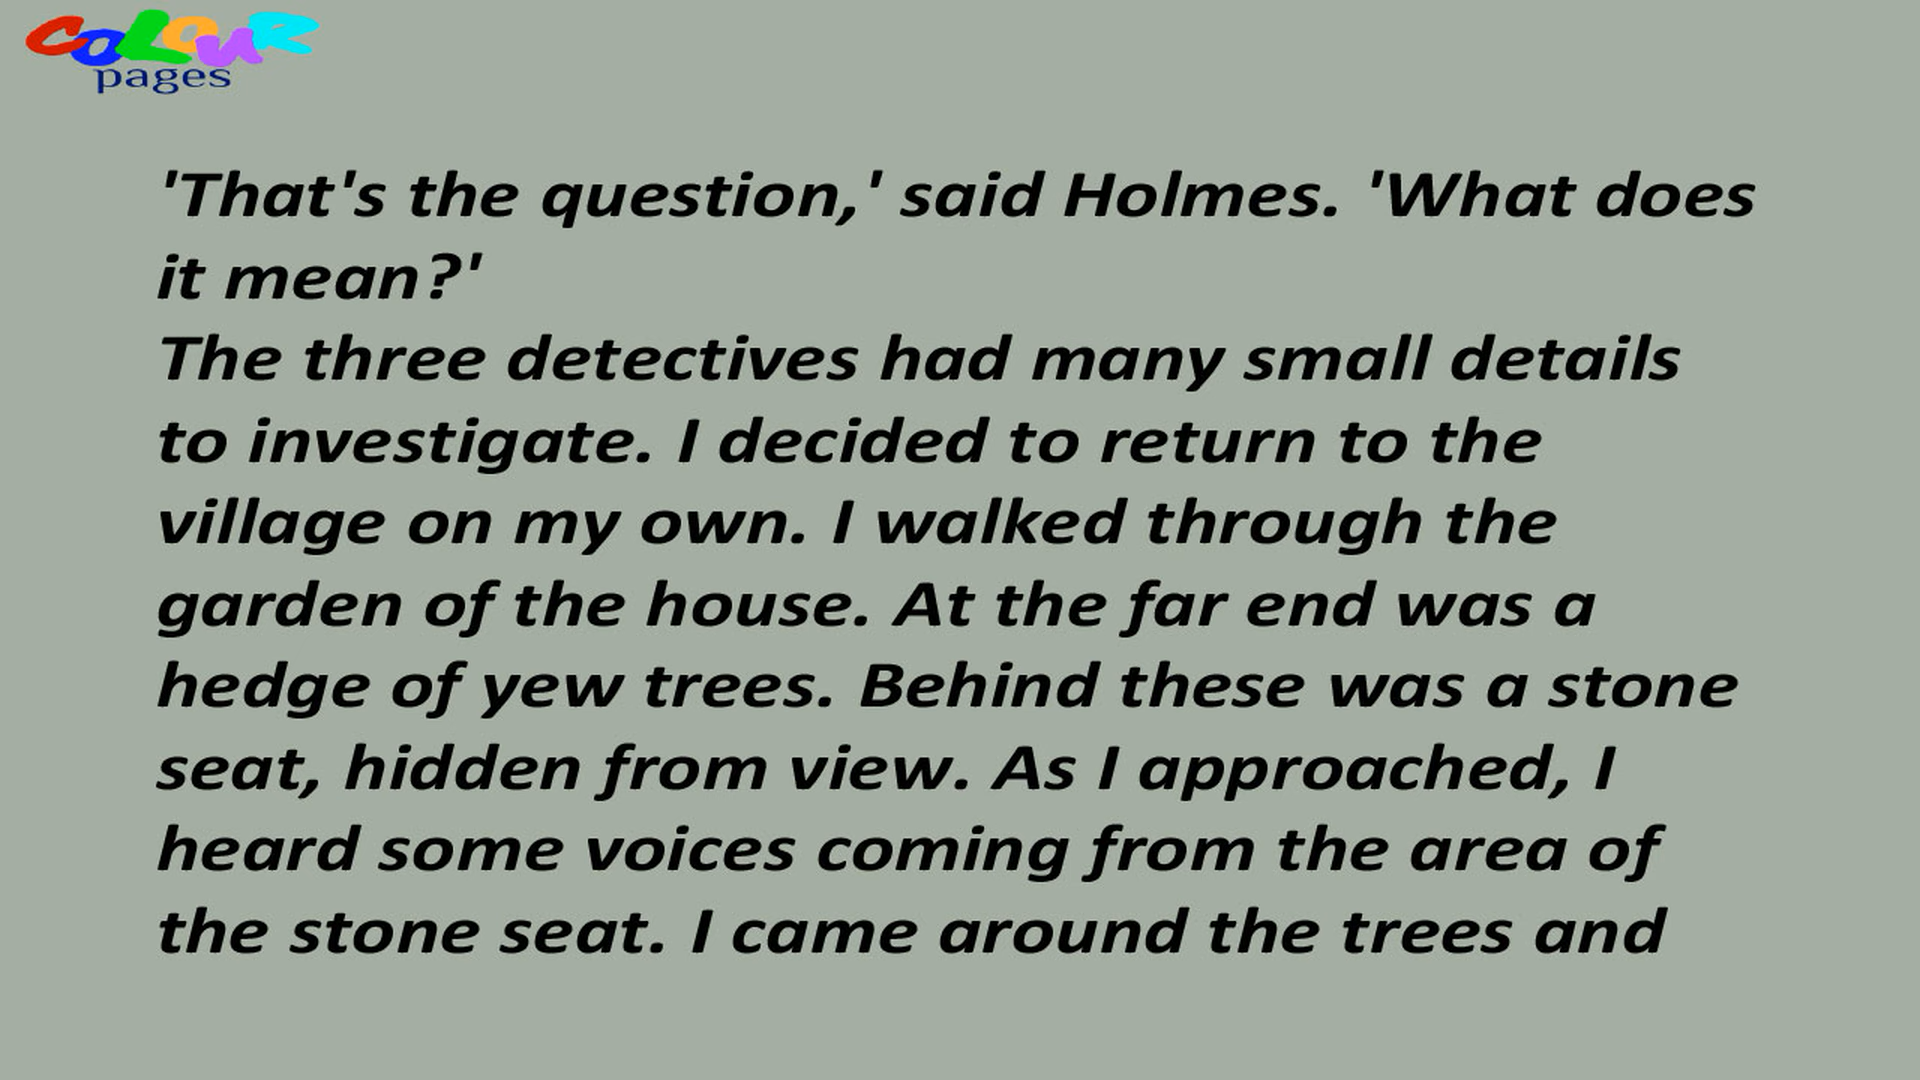 COLOUR
pages
'That's the question,' said Holmes. 'What does
it mean?'
The three detectives had many small details
to investigate. I decided to return to the
village on my own. I walked through the
garden of the house. At the far end was a
hedge of yew trees. Behind these was a stone
seat, hidden from view. As I approached, I
heard some voices coming from the area of
the stone seat. I came around the trees and